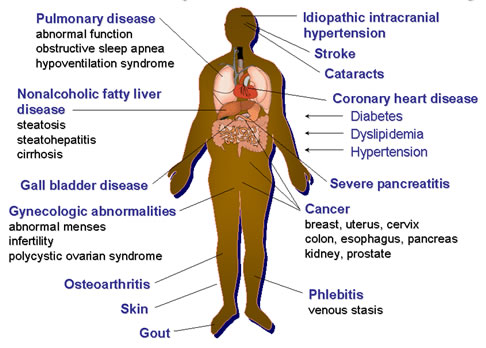 Pulmonary disease
abnormal function
obstructive sleep apnea
hypoventilation syndrome
Nonalcoholic fatty liver
disease
steatosis
steatohepatitis
cirrhosis
Gall bladder disease
Gynecologic abnormalities
abnormal menses
infertility
polycystic ovarian syndrome
Osteoarthritis
Skin
Gout
Idiopathic intracranial
hypertension
Stroke
Cataracts
Coronary heart disease
Diabetes
Dyslipidemia
Hypertension
Severe pancreatitis
Cancer
breast, uterus, cervix
colon, esophagus, pancreas
kidney, prostate
Phlebitis
venous stasis